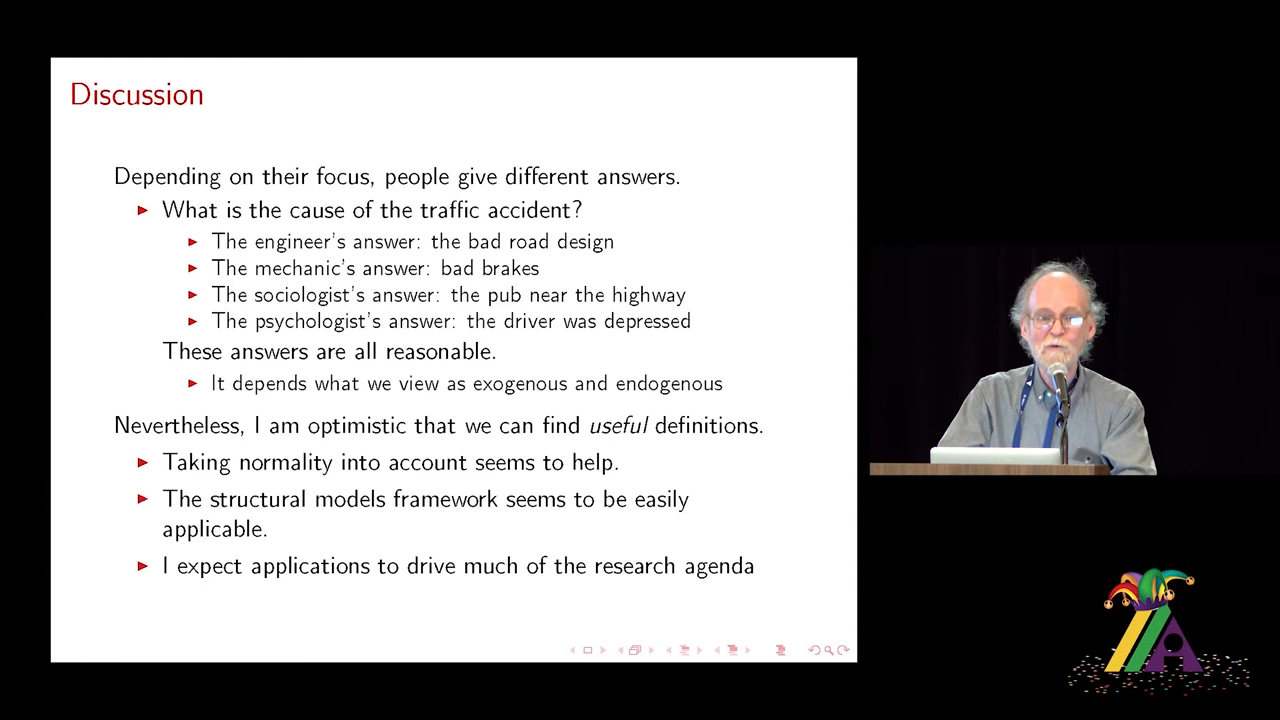 Discussion
Depending on their focus, people give different answers.
What is the cause of the traffic accident?
The engineer's answer: the bad road design
The mechanic's answer: bad brakes
The sociologist's answer: the pub near the highway
The psychologist's answer: the driver was depressed
These answers are all reasonable.
It depends what we view as exogenous and endogenous
Nevertheless, I am optimistic that we can find useful definitions.
Taking normality into account seems to help.
The structural models framework seems to be easily
applicable.
I expect applications to drive much of the research agenda